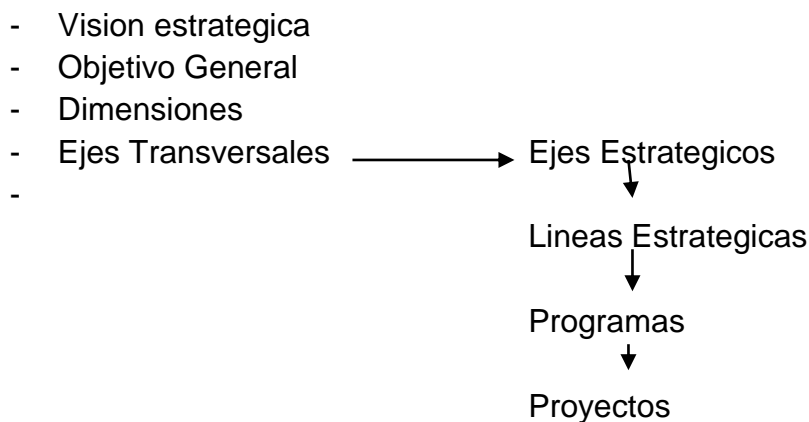 - Vision estrategica
- Objetivo General
- Dimensiones
- Ejes Transversales Ejes Estrategicos
-
Lineas Estrategicas
Programas
Proyectos